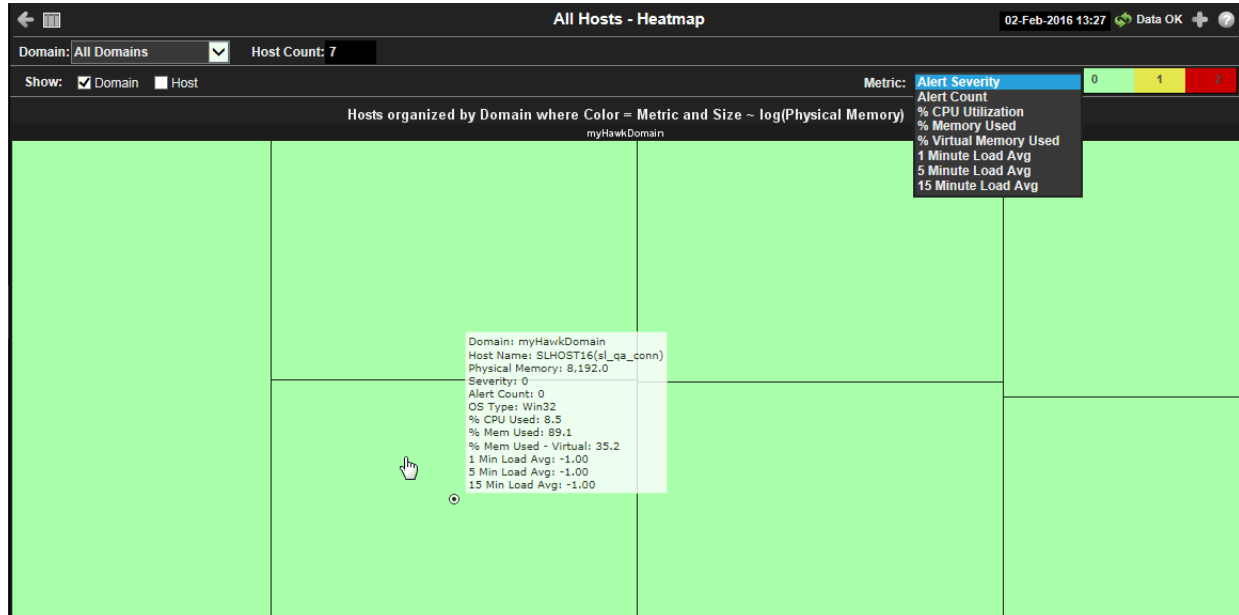 All Hosts - Heatmap
02-Feb-2016 13:27 Data OK
Domain: All Domains Host Count: 7
Show: Domain Host
Metric: Alert Severity 0 1 2
Alert Count
% CPU Utilization
% Memory Used
% Virtual Memory Used
1 Minute Load Avg
5 Minute Load Avg
15 Minute Load Avg
Hosts organized by Domain where Color = Metric and Size ~ log(Physical Memory)
myHawkDomain
Domain: myHawkDomain
Host Name: SLHOST16(sl_qa_conn)
Physical Memory: 8,192.0
Severity: 0
Alert Count: 0
OS Type: Win32
% CPU Used: 8.5
% Mem Used: 89.1
% Mem Used - Virtual: 35.2
1 Min Load Avg: -1.00
5 Min Load Avg: -1.00
15 Min Load Avg: -1.00